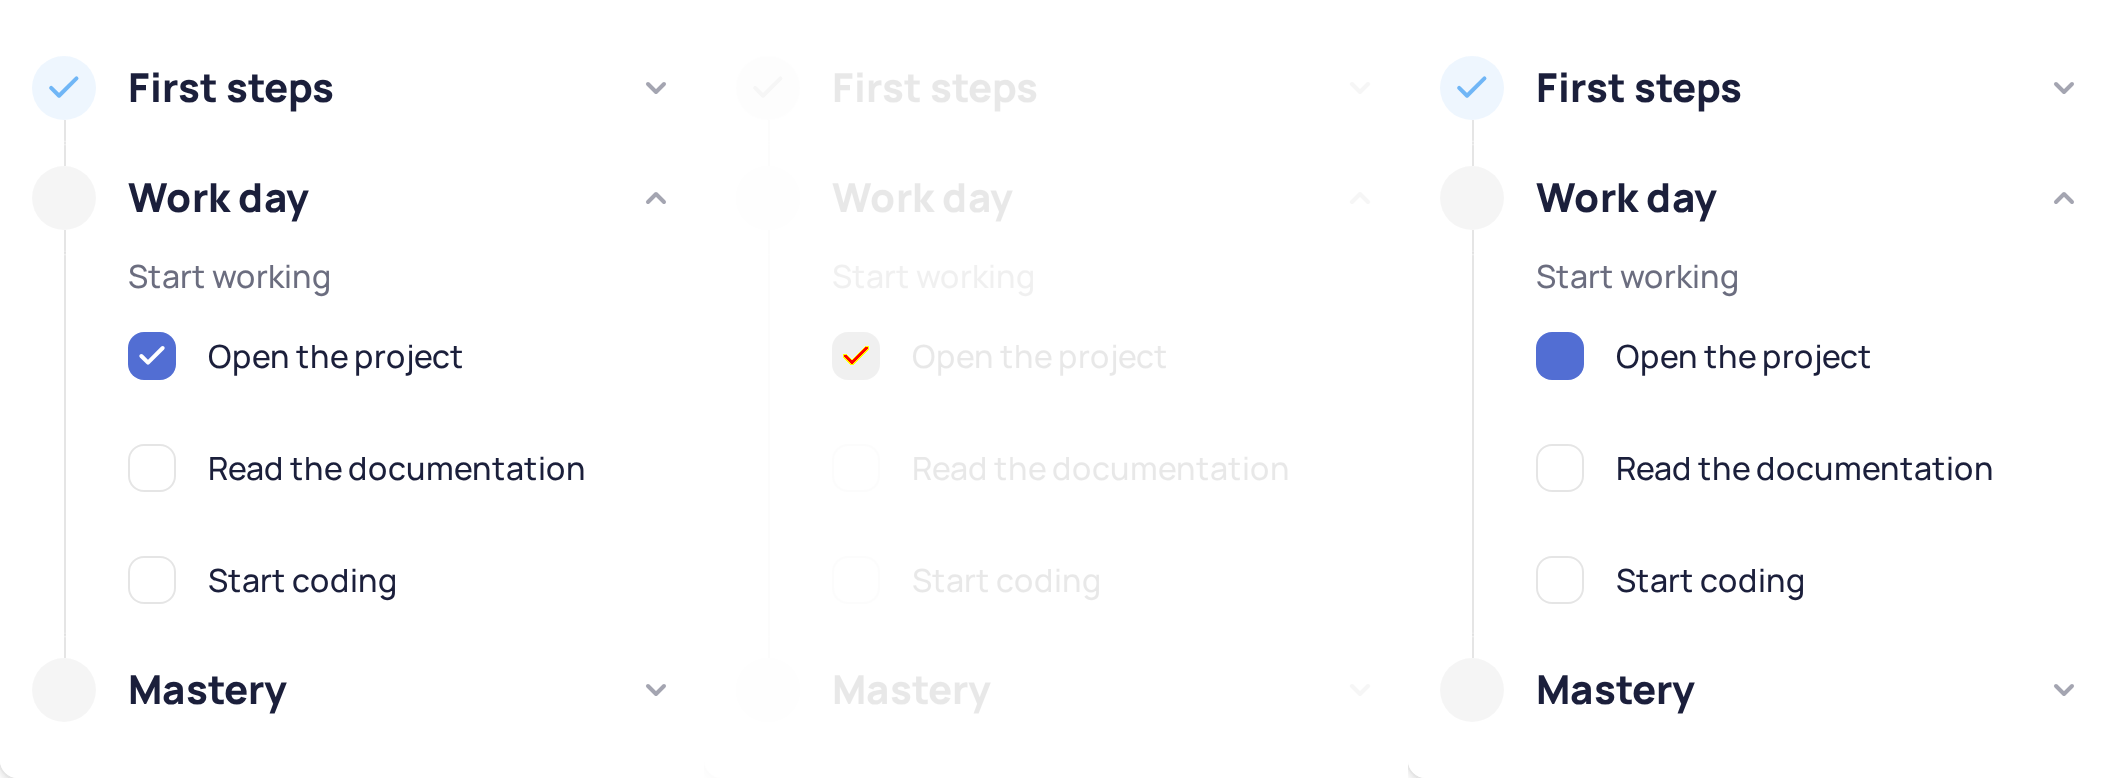 First steps
Work day
Start working
Open the project
Read the documentation
Start coding
Mastery
First steps
Work day
Start working
Open the project
Read the documentation
Start coding
Mastery
First steps
Work day
Start working
Open the project
Read the documentation
Start coding
Mastery